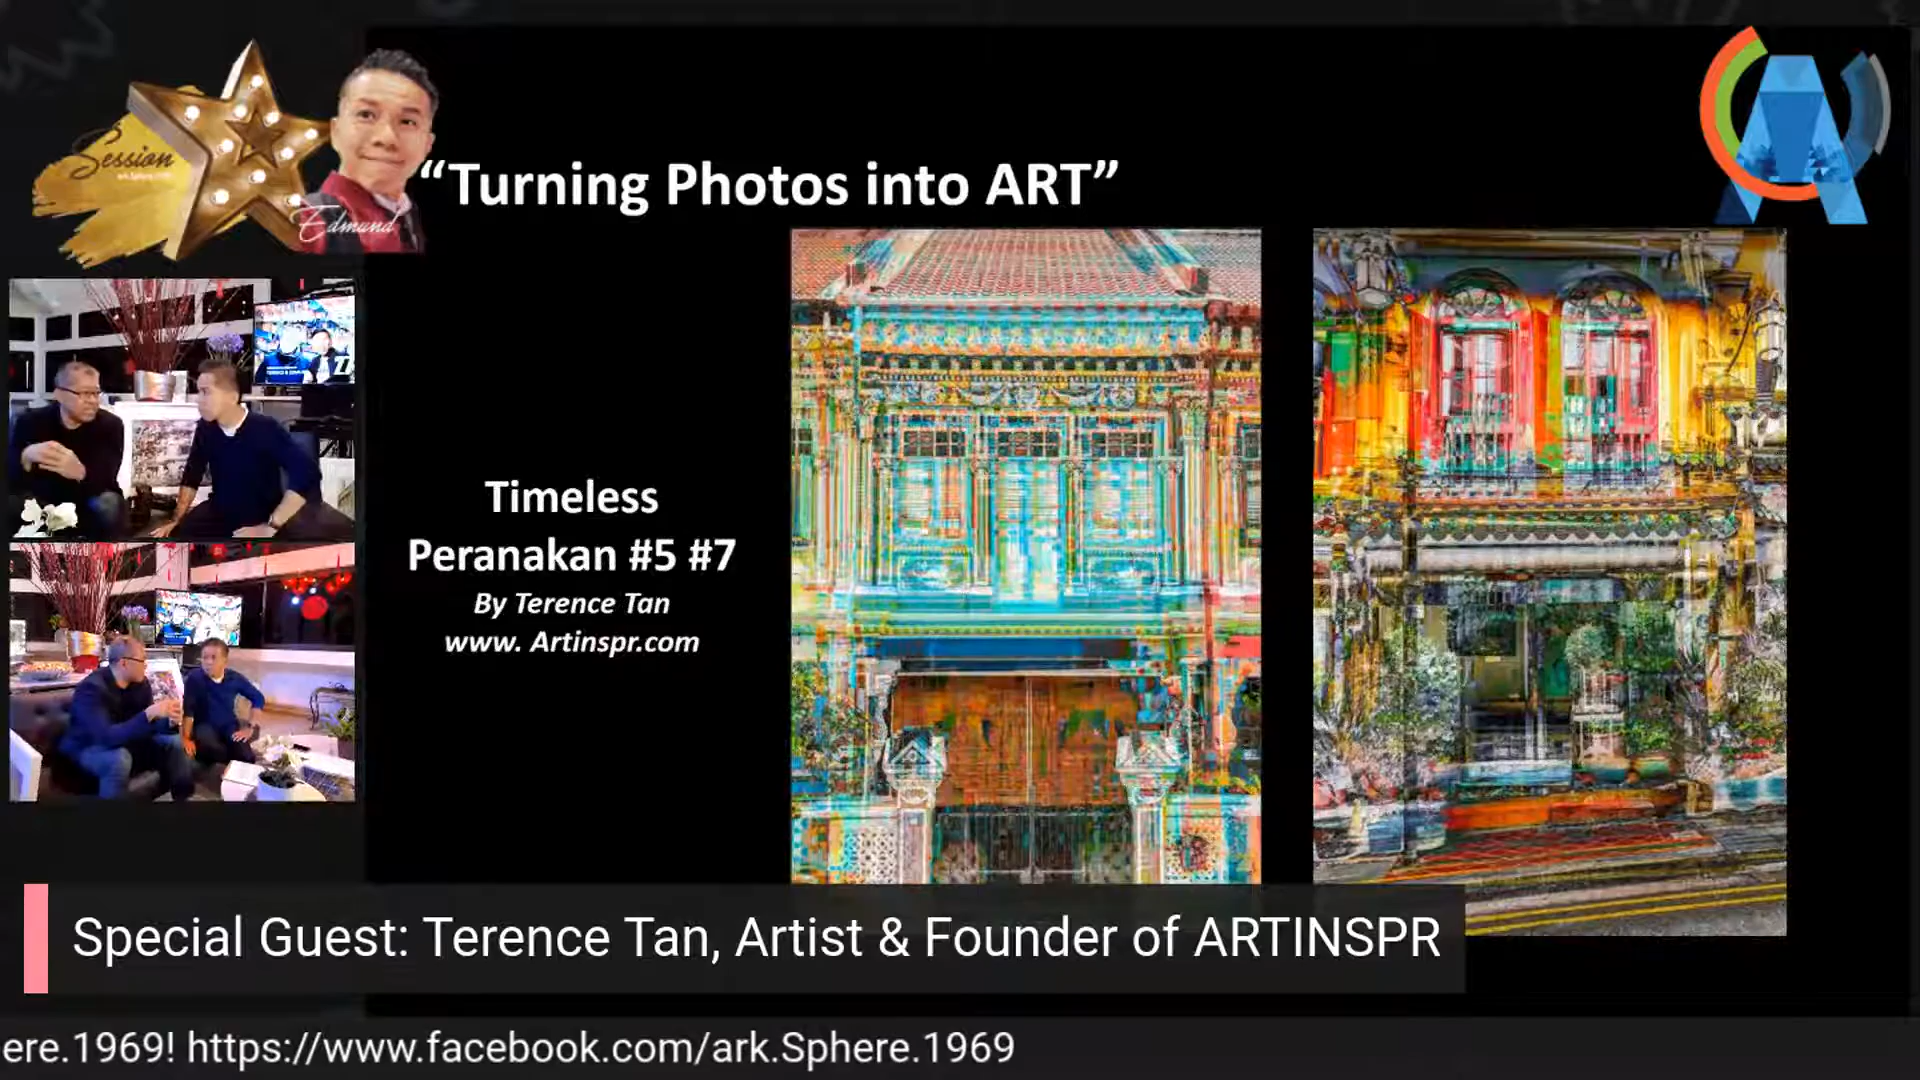 Session
Edmund
“Turning Photos into ART”
Timeless
Peranakan #5 #7
By Terence Tan
www. Artinspr.com
Special Guest: Terence Tan, Artist & Founder of ARTINSPR
ere.1969! https://www.facebook.com/ark.Sphere.1969